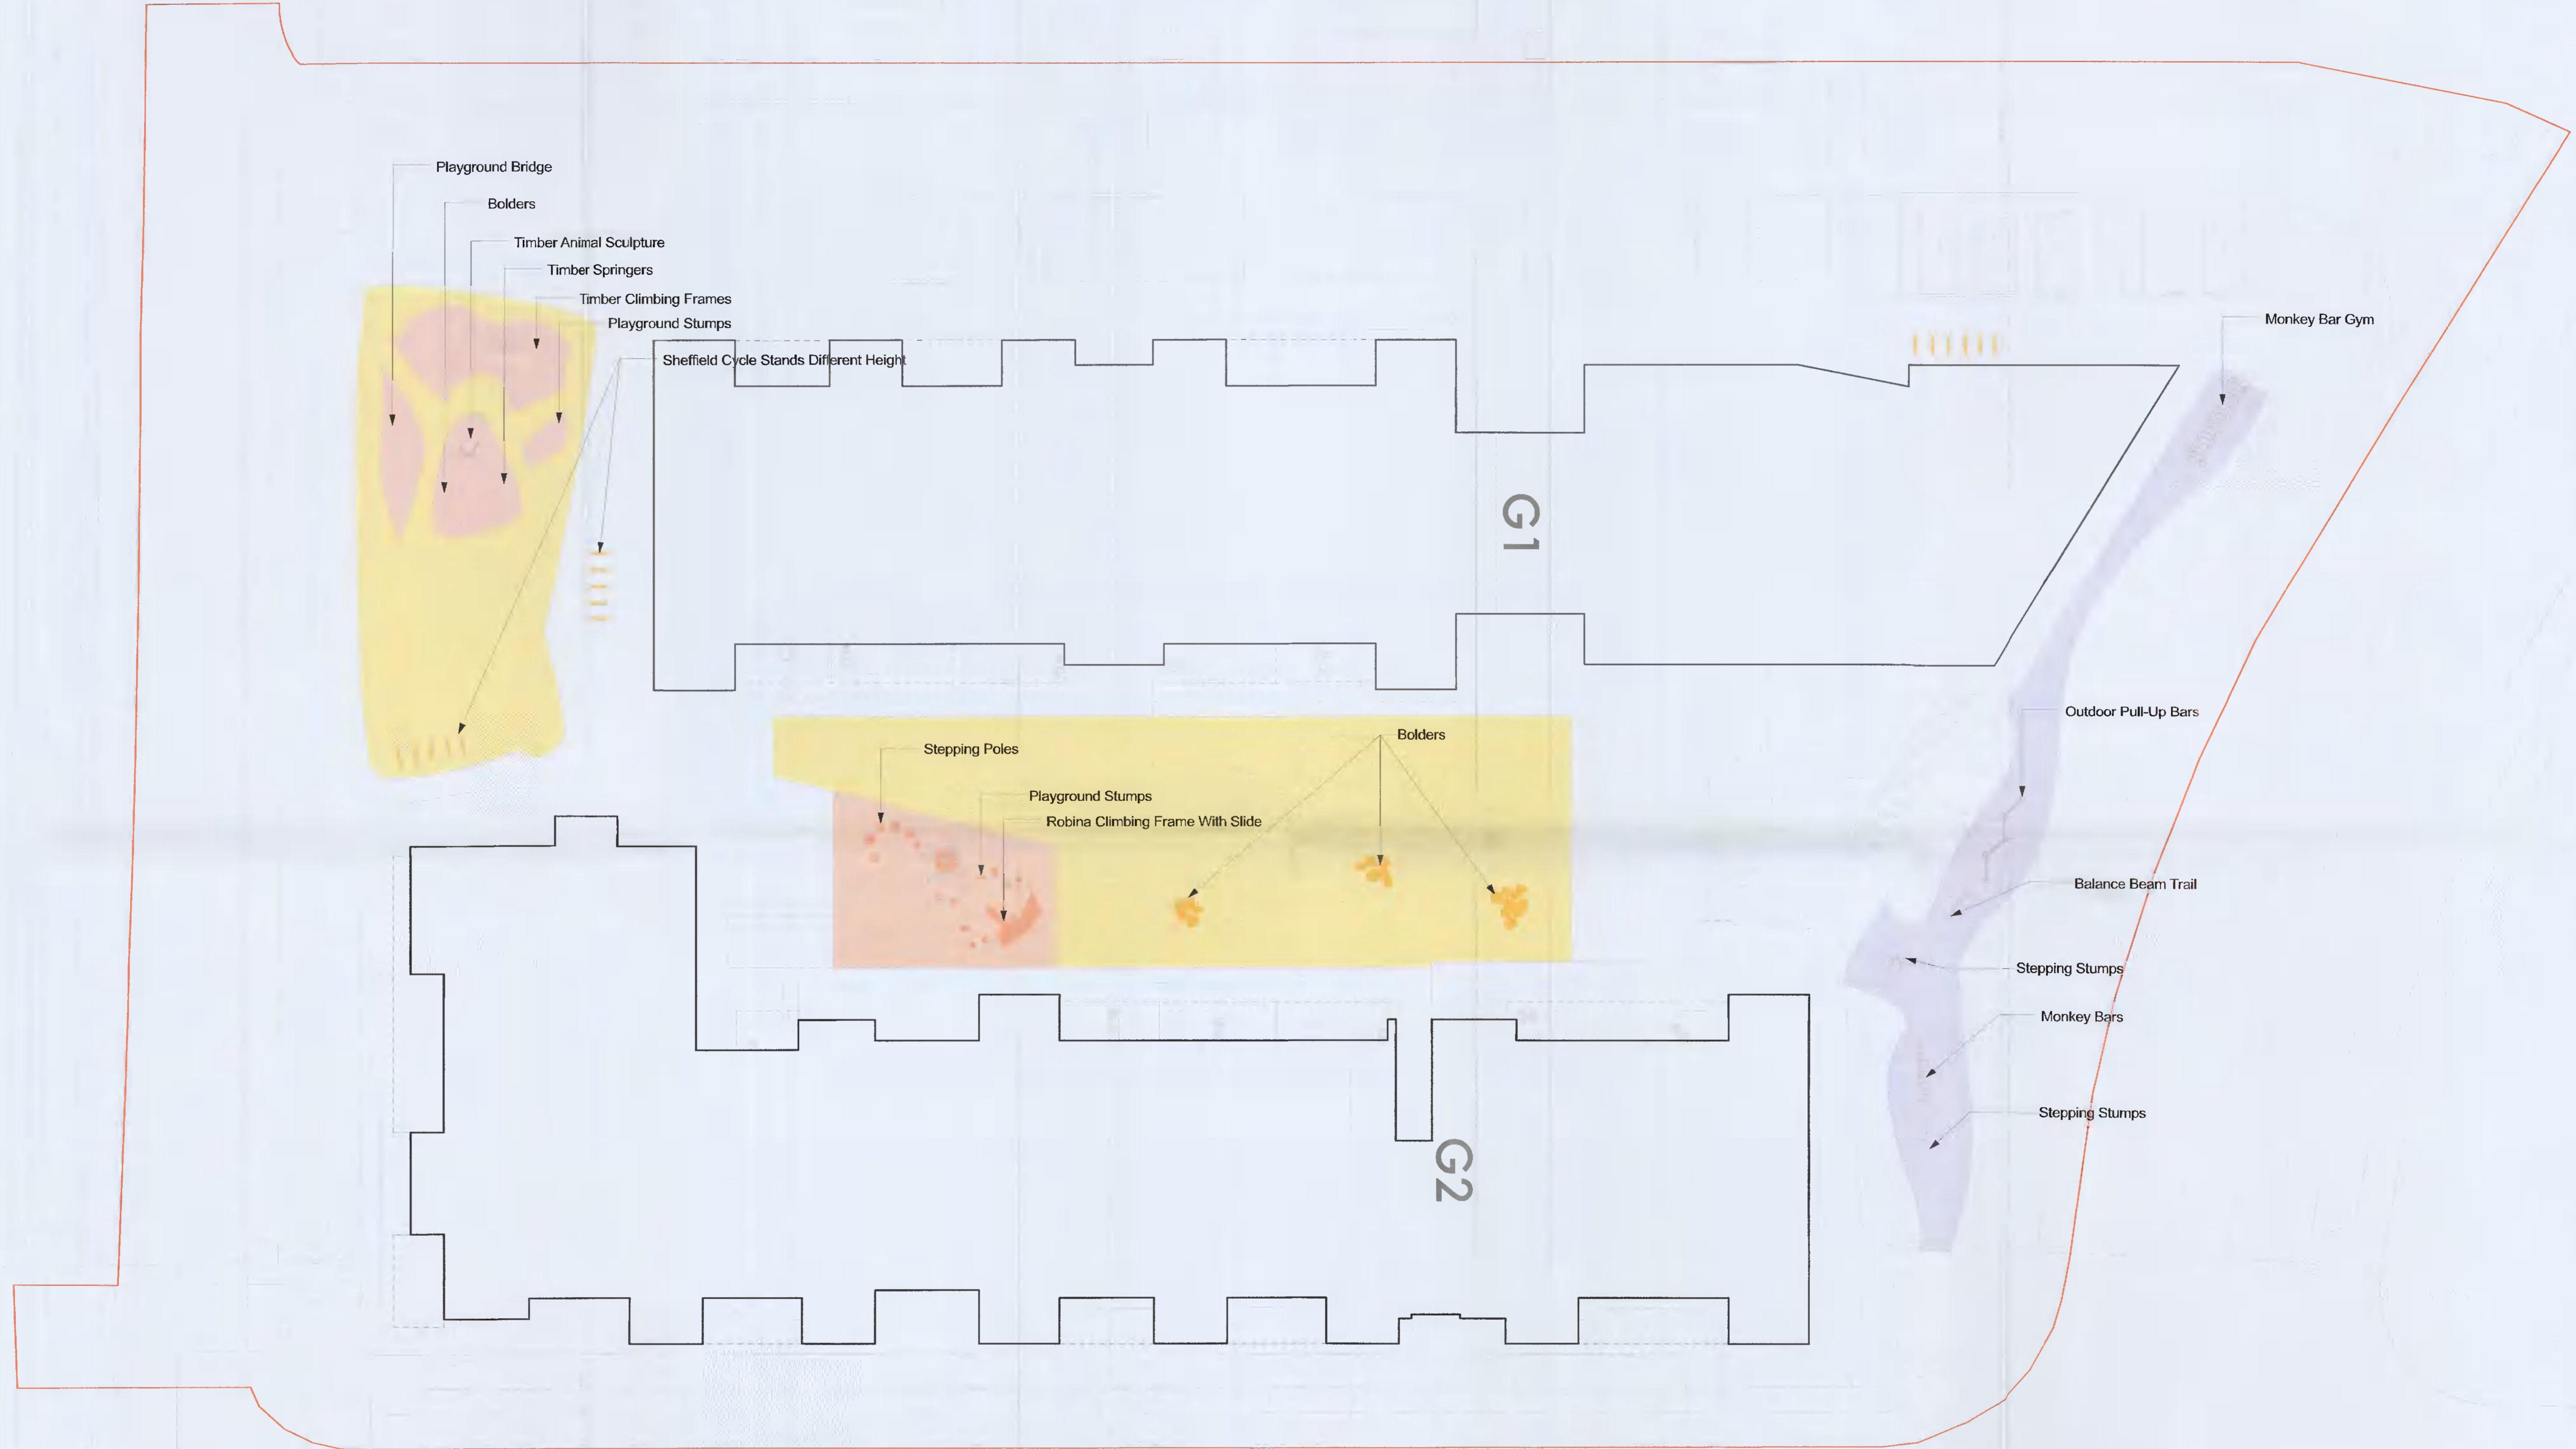 Playground Bridge
Bolders
Timber Animal Sculpture
Timber Springers
Timber Climbing Frames
Playground Stumps
Sheffield Cycle Stands Different Height
Monkey Bar Gym
G1
Outdoor Pull-Up Bars
Bolders
Stepping Poles
Playground Stumps
Robina Climbing Frame With Slide
Balance Beam Trail
Stepping Stumps
Monkey Bars
Stepping Stumps
G2